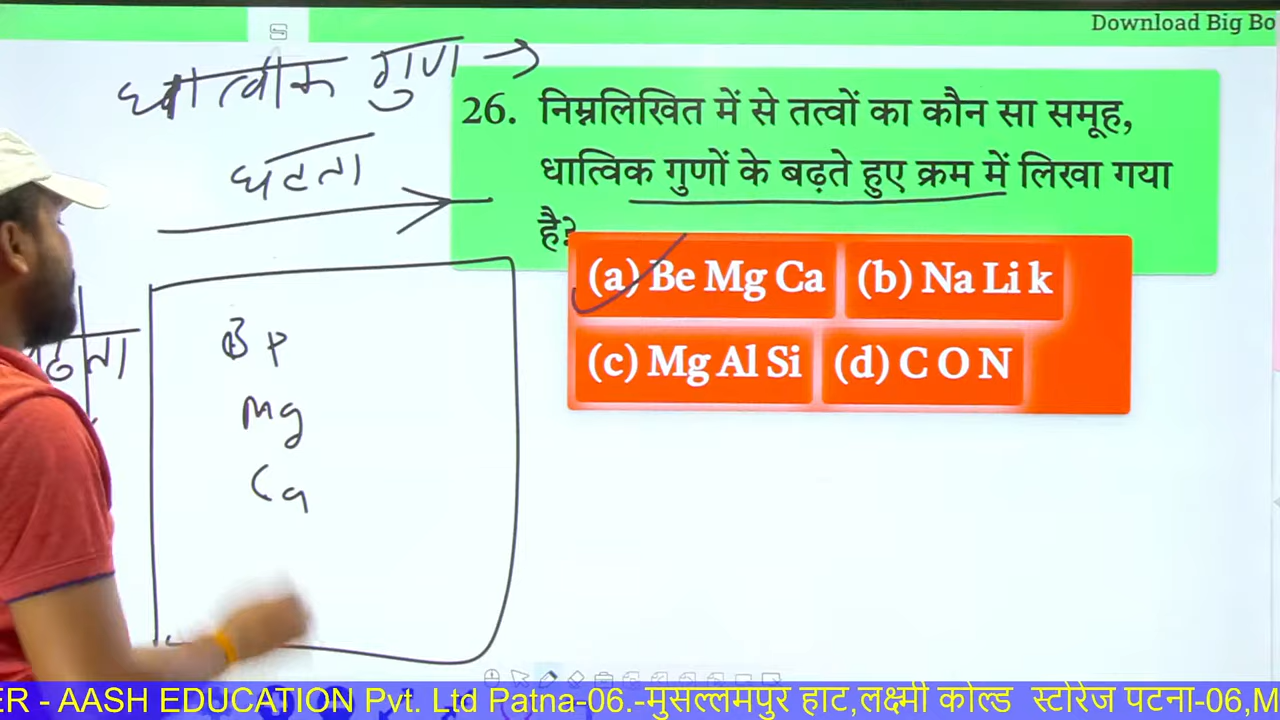 Download Big Bo
धात्वीक गुण →
26. निम्नलिखित में से तत्वों का कौन सा समूह,
घटता
धात्विक गुणों के बढ़ते हुए क्रम में लिखा गया
है?
(a) Be Mg Ca (b) Na Li k
(c) Mg Al Si (d) C O N
Mg
Ca
ER - AASH EDUCATION Pvt. Ltd Patna-06.-मुसल्लमपुर हाट,लक्ष्मी कोल्ड स्टोरेज पटना-06,M